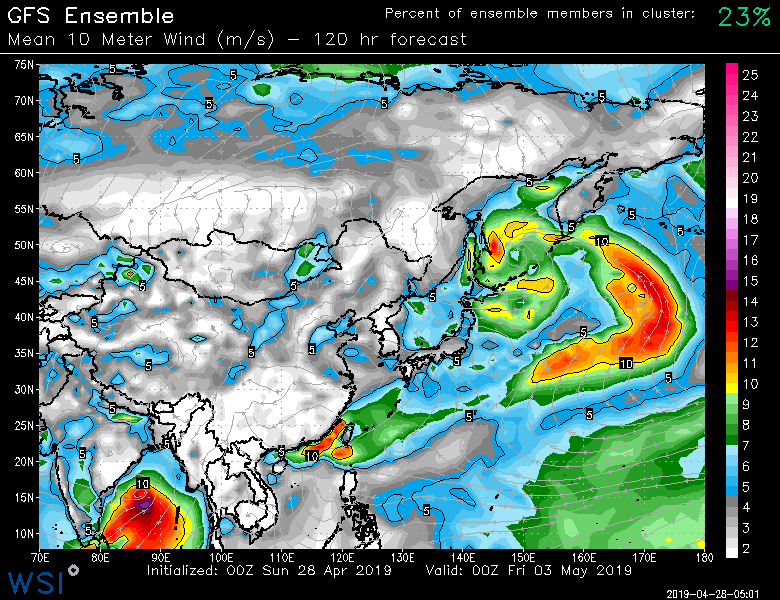 GFS Ensemble
Percent of ensemble members in cluster: 23%
Mean 10 Meter Wind (m/s) – 120 hr forecast
75N
70N
65N
60N
55N
50N
45N
40N
35N
30N
25N
20N
15N
10N
5
5
5
5
5
5
5
5
5
5
10
5
5
5
5
5
5
5
5
5
10
5
5
5
5
5
5
5
10
10
5
5
25
24
23
22
21
20
19
18
17
16
15
14
13
12
11
10
9
8
7
6
5
4
3
2
70E 80E 90E 100E 110E 120E 130E 140E 150E 160E 170E 180
WSI
Initialized: 00Z Sun 28 Apr 2019 Valid: 00Z Fri 03 May 2019
2019-04-28-05:01